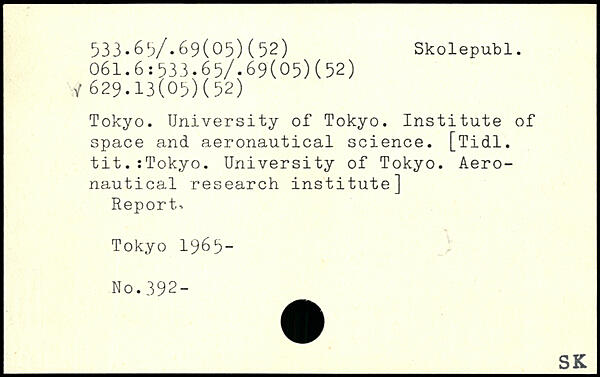 533.65/.69(05)(52) Skolepubl.
061.6:533.65/.69(05)(52)
√ 629.13(05)(52)
Tokyo. University of Tokyo. Institute of
space and aeronautical science. [Tidl.
tit.:Tokyo. University of Tokyo. Aero-
nautical research institute]
Report.
Tokyo 1965-
No.392-
SK